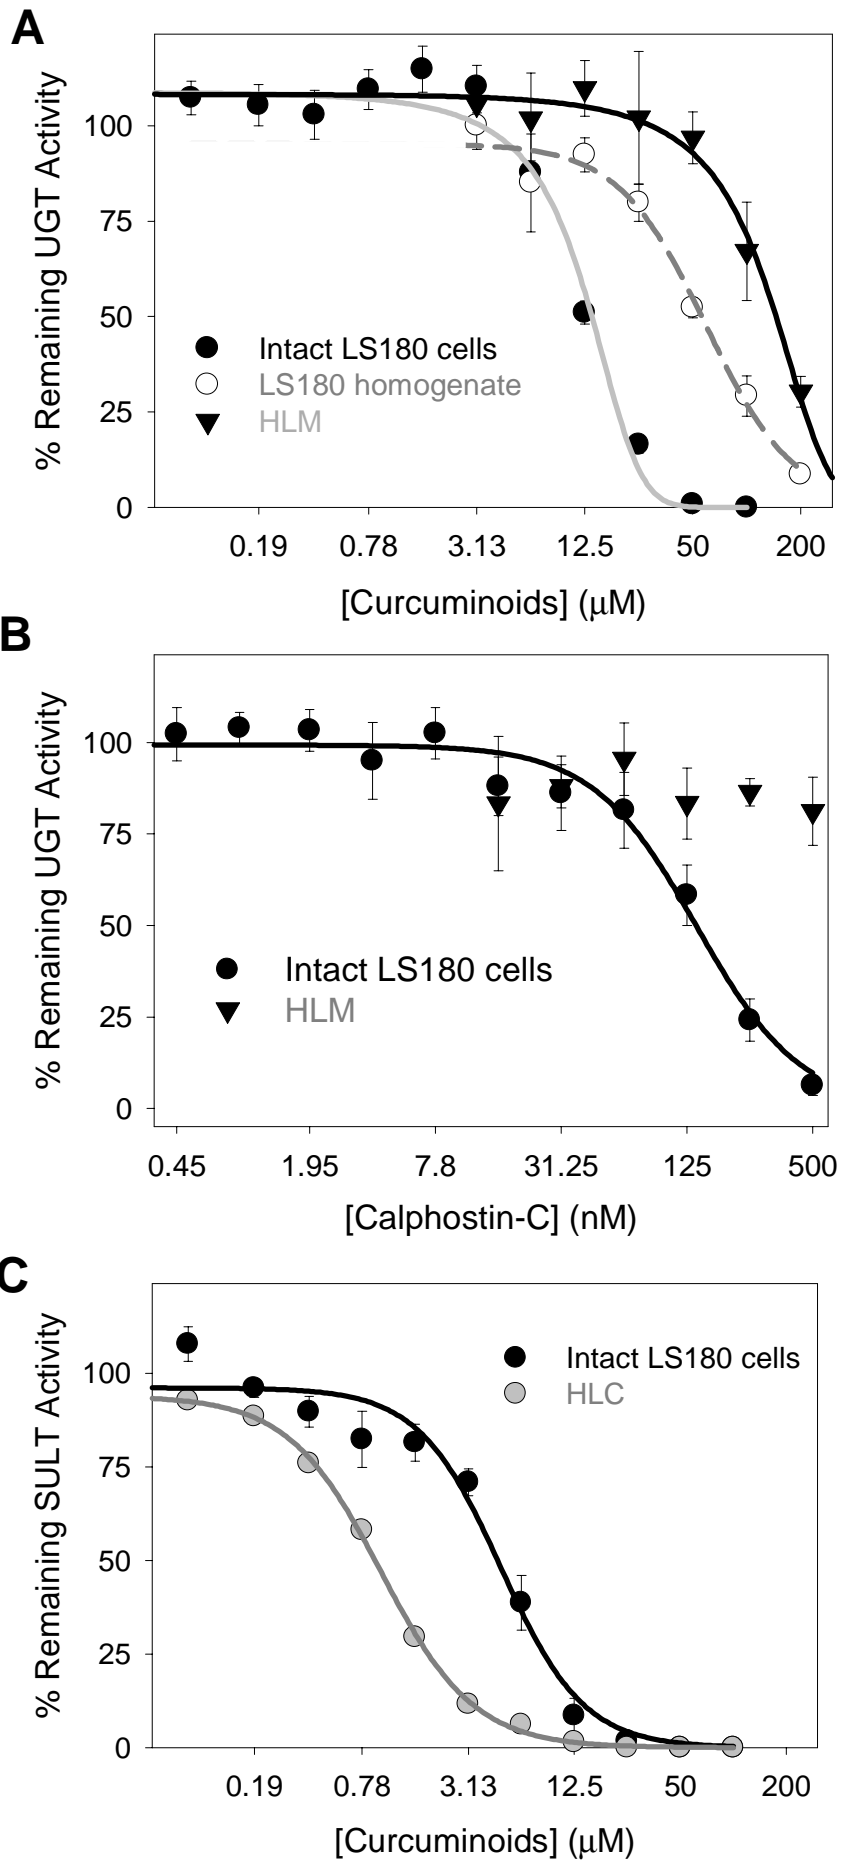 A
% Remaining UGT Activity
100
75
50
25
0
Intact LS180 cells
LS180 homogenate
HLM
0.19 0.78 3.13 12.5 50 200
[Curcuminoids] (μM)
B
% Remaining UGT Activity
100
75
50
25
0
Intact LS180 cells
HLM
0.45 1.95 7.8 31.25 125 500
[Calphostin-C] (nM)
C
% Remaining SULT Activity
100
75
50
25
0
Intact LS180 cells
HLC
0.19 0.78 3.13 12.5 50 200
[Curcuminoids] (μM)